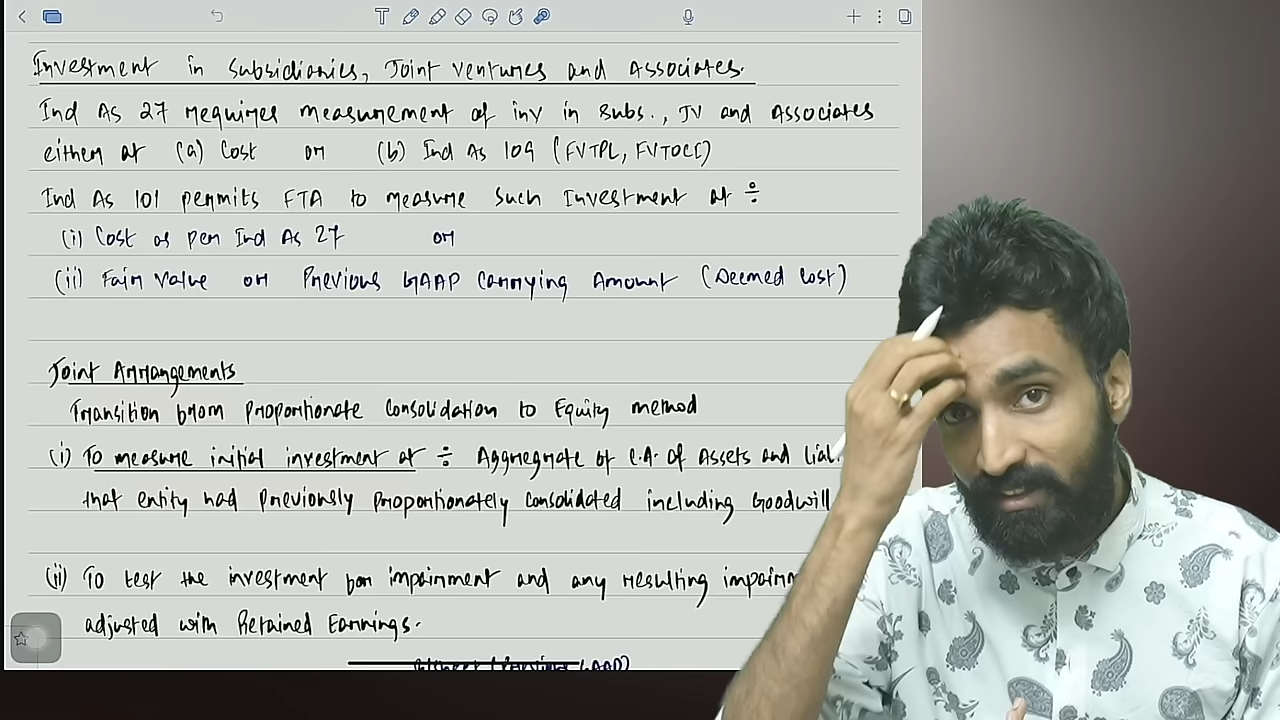 Investment in Subsidiaries, Joint Ventures and Associates.
Ind As 27 requires measurement of inv in Subs., JV and Associates
either at (a) Cost or (b) Ind As 109 (FVTPL, FVTOCI)
Ind As 101 permits FTA to measure such Investment at ÷
(i) Cost as per Ind As 27 or
(ii) Fair Value or Previous GAAP Carrying Amount (Deemed Cost)
Joint Arrangements
Transition from proportionate Consolidation to Equity method
(i) To measure initial investment at ÷ Aggregate of C.A. of Assets and
that entity had previously proportionately Consolidated including Goodwill
(ii) To test the investment for impairment and any resulting
adjusted with Retained Earnings.